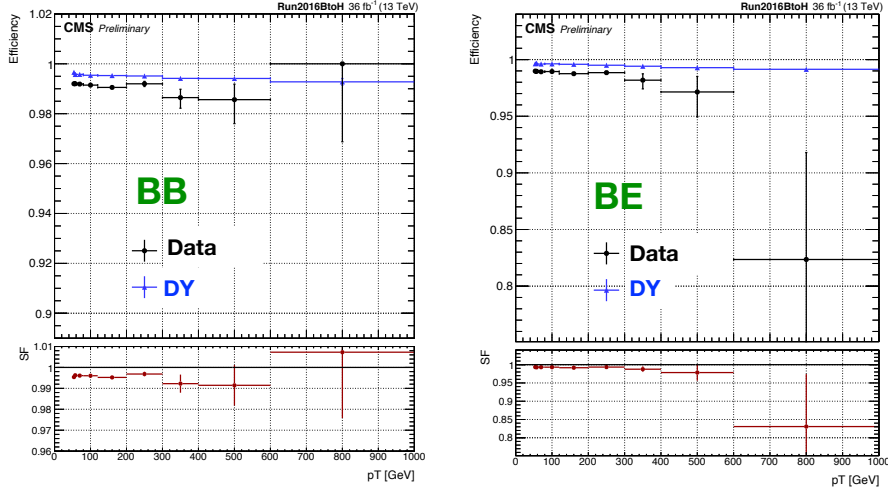 Run2016BtoH 36 fb-1 (13 TeV)
CMS Preliminary
Efficiency
1.02
1
0.98
0.96
0.94
0.92
0.9
BB
Data
DY
SF
1.01
1
0.99
0.98
0.97
0.96
0 100 200 300 400 500 600 700 800 900 1000
pT [GeV]
Run2016BtoH 36 fb-1 (13 TeV)
CMS Preliminary
Efficiency
1
0.95
0.9
0.85
0.8
BE
Data
DY
SF
1
0.95
0.9
0.85
0.8
0 100 200 300 400 500 600 700 800 900 1000
pT [GeV]